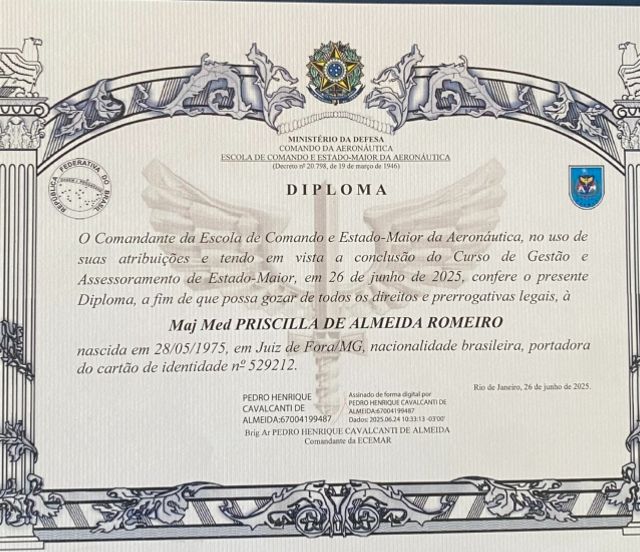 MINISTÉRIO DA DEFESA
COMANDO DA AERONÁUTICA
ESCOLA DE COMANDO E ESTADO-MAIOR DA AERONÁUTICA
(Decreto nº 20.798, de 19 de março de 1946)
REPÚBLICA FEDERATIVA DO BRASIL
DIPLOMA
O Comandante da Escola de Comando e Estado-Maior da Aeronáutica, no uso de
suas atribuições e tendo em vista a conclusão do Curso de Gestão e
Assessoramento de Estado-Maior, em 26 de junho de 2025, confere o presente
Diploma, a fim de que possa gozar de todos os direitos e prerrogativas legais, à
Maj Med PRISCILLA DE ALMEIDA ROMEIRO
nascida em 28/05/1975, em Juiz de Fora/MG, nacionalidade brasileira, portadora
do cartão de identidade nº 529212.
Rio de Janeiro, 26 de junho de 2025.
PEDRO HENRIQUE
CAVALCANTI DE
ALMEIDA:67004199487
Assinado de forma digital por
PEDRO HENRIQUE CAVALCANTI DE
ALMEIDA:67004199487
Dados: 2025.06.24 10:33:13 -03'00'
Brig Ar PEDRO HENRIQUE CAVALCANTI DE ALMEIDA
Comandante da ECEMAR